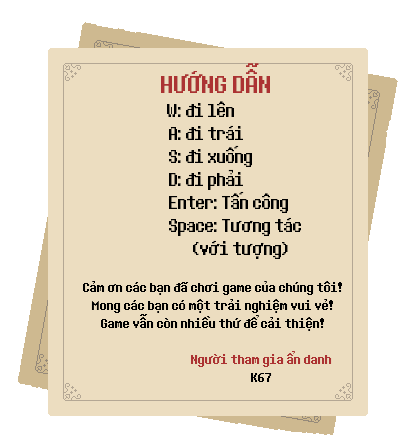 HƯỚNG DẪN
W: đi lên
A: đi trái
S: đi xuống
D: đi phải
Enter: Tấn công
Space: Tương tác
(với tượng)
Cảm ơn các bạn đã chơi game của chúng tôi!
Mong các bạn có một trải nghiệm vui vẻ!
Game vẫn còn nhiều thứ để cải thiện!
Người tham gia ẩn danh
K67